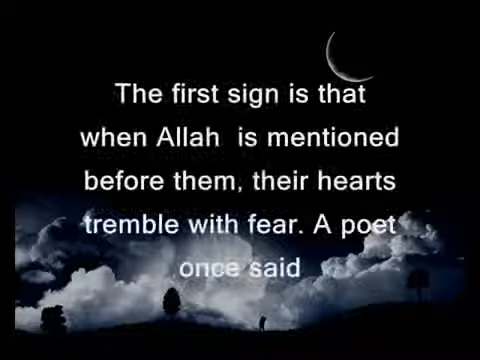 The first sign is that
when Allah is mentioned
before them, their hearts
tremble with fear. A poet
once said